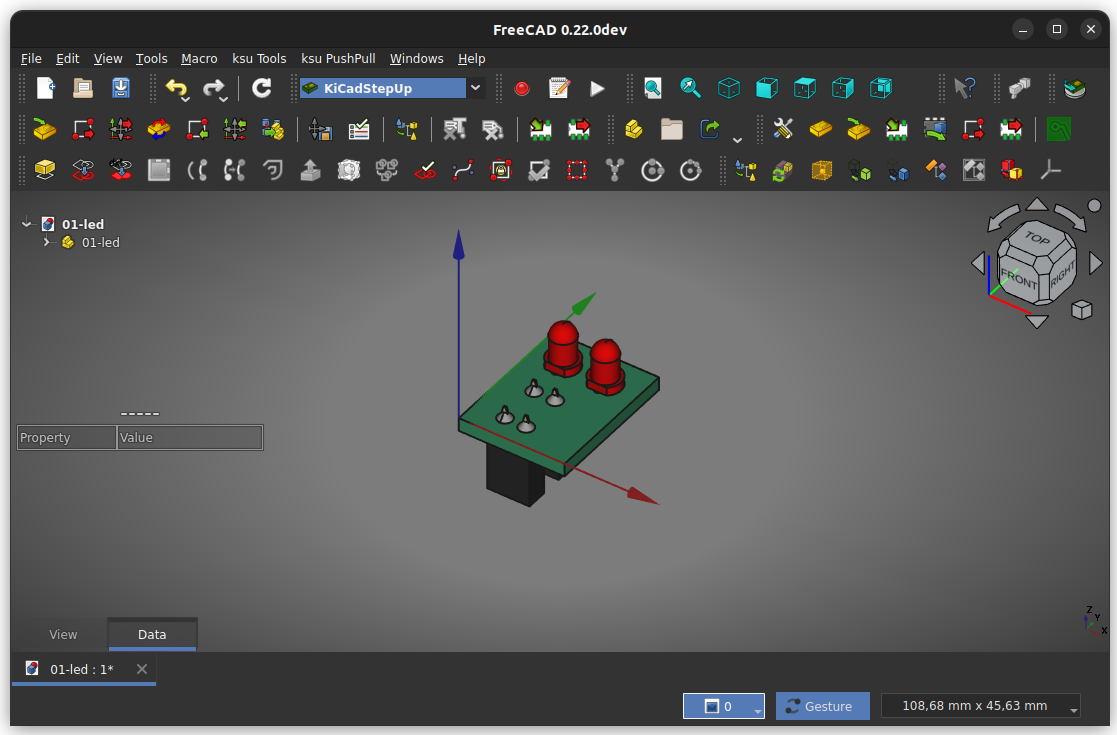 FreeCAD 0.22.0dev
File Edit View Tools Macro ksu Tools ksu PushPull Windows Help
KiCadStepUp
01-led
01-led
TOP
FRONT
RIGHT
Property Value
View Data
Z
Y
X
01-led : 1*
0 Gesture 108,68 mm x 45,63 mm